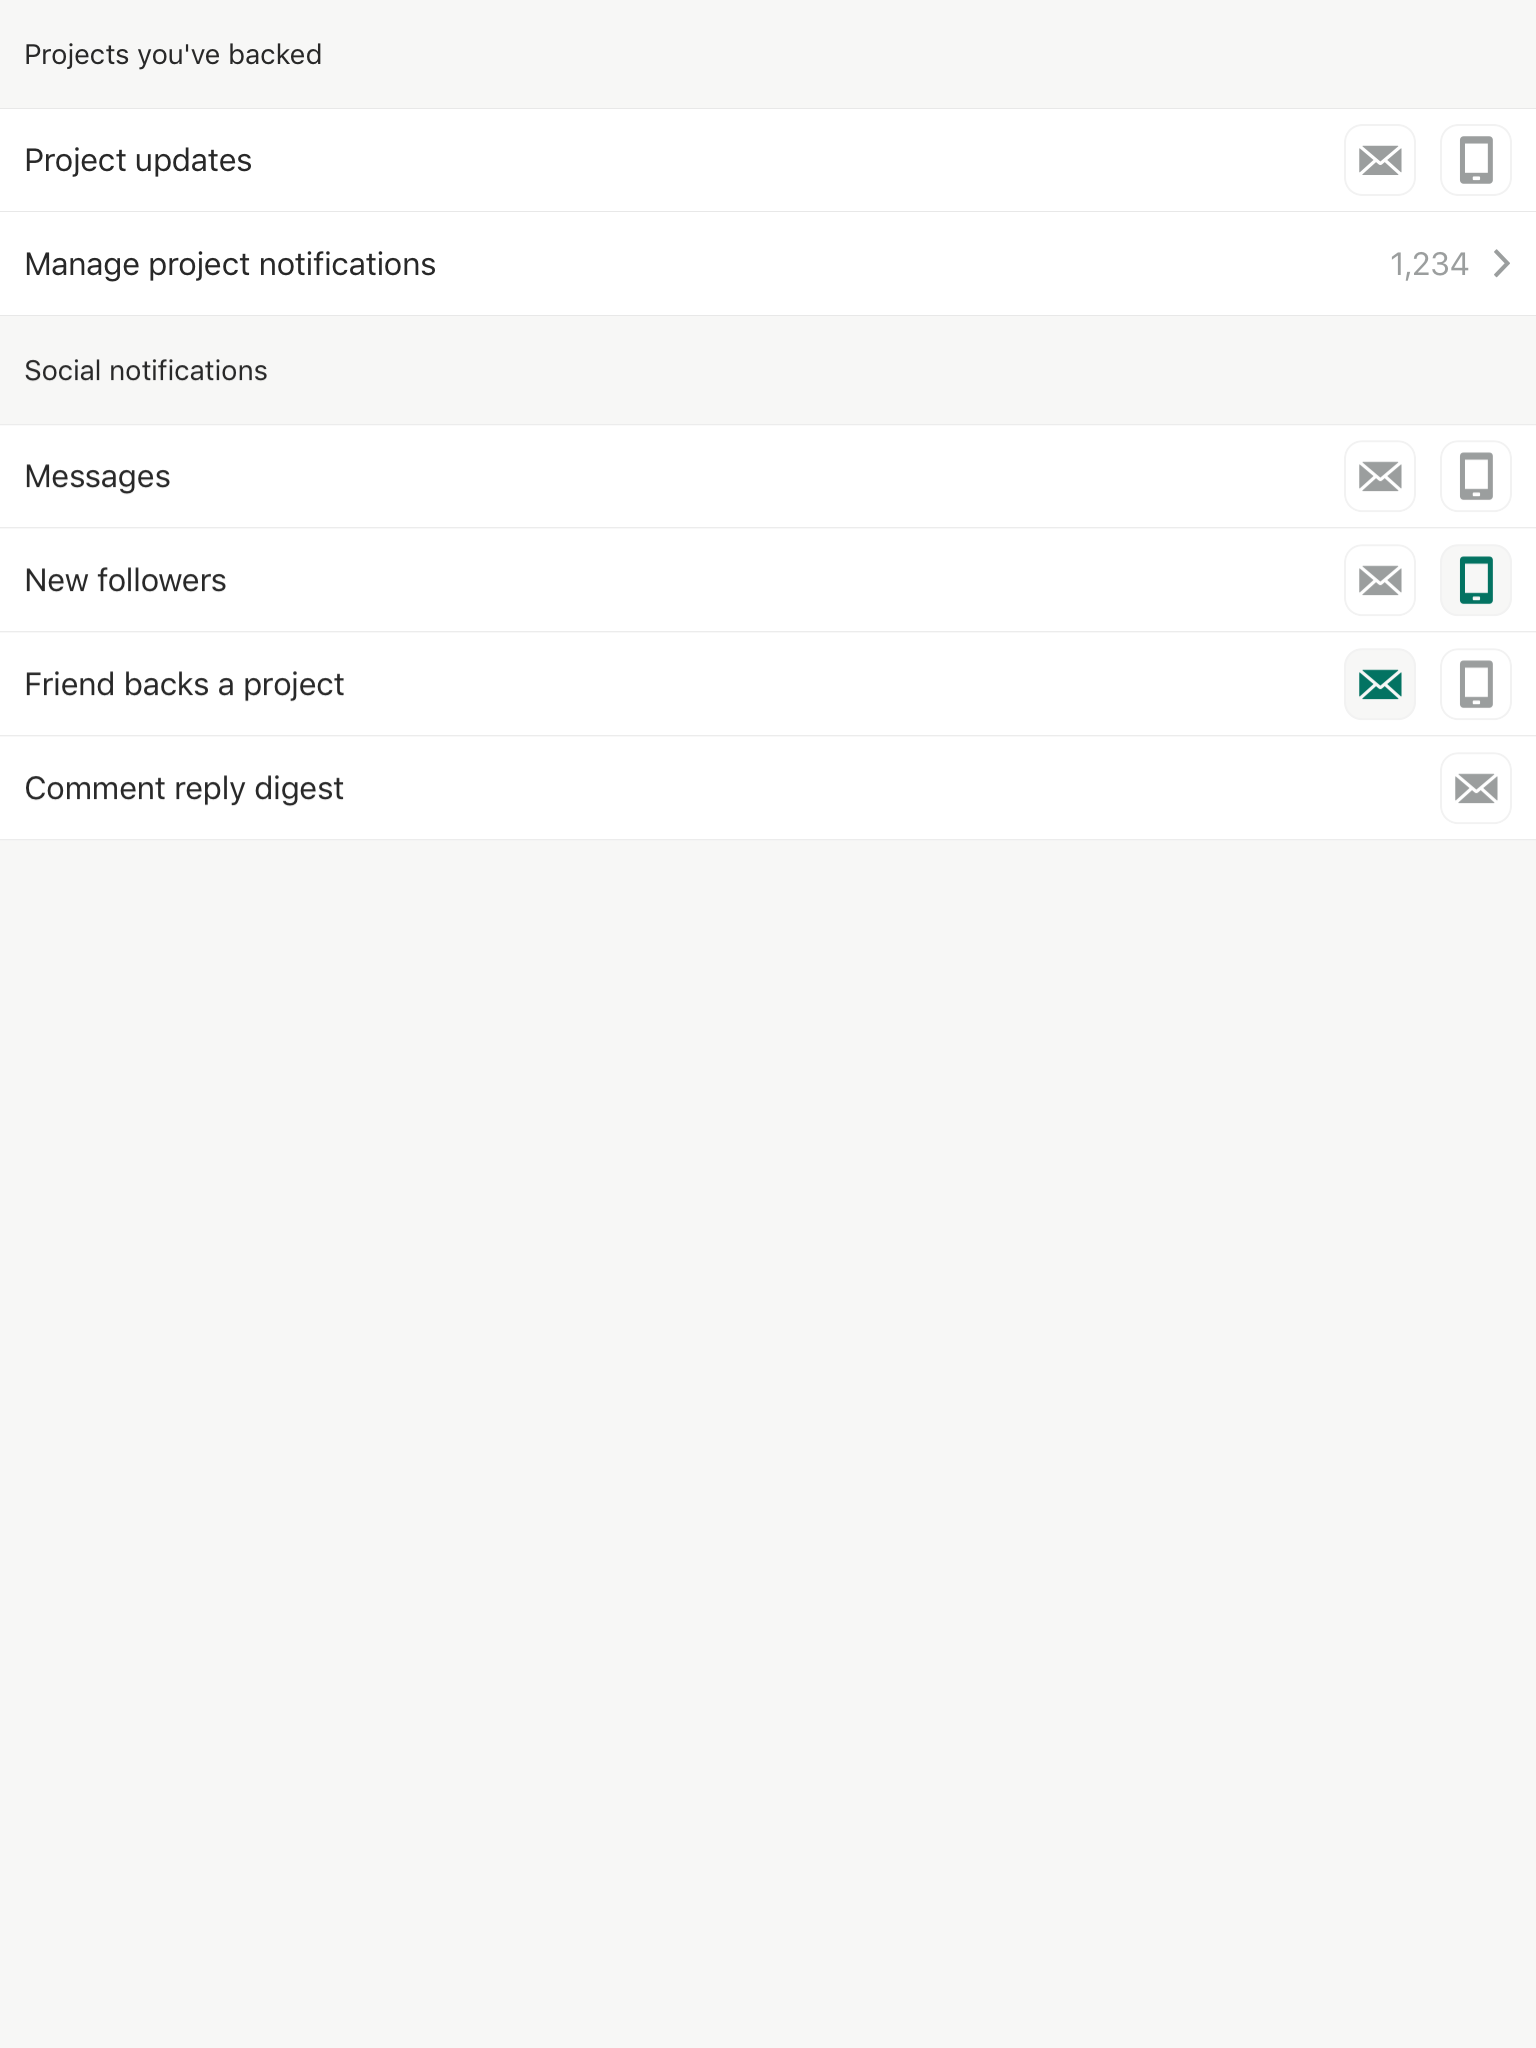 Projects you've backed
Project updates
Manage project notifications 1,234
Social notifications
Messages
New followers
Friend backs a project
Comment reply digest